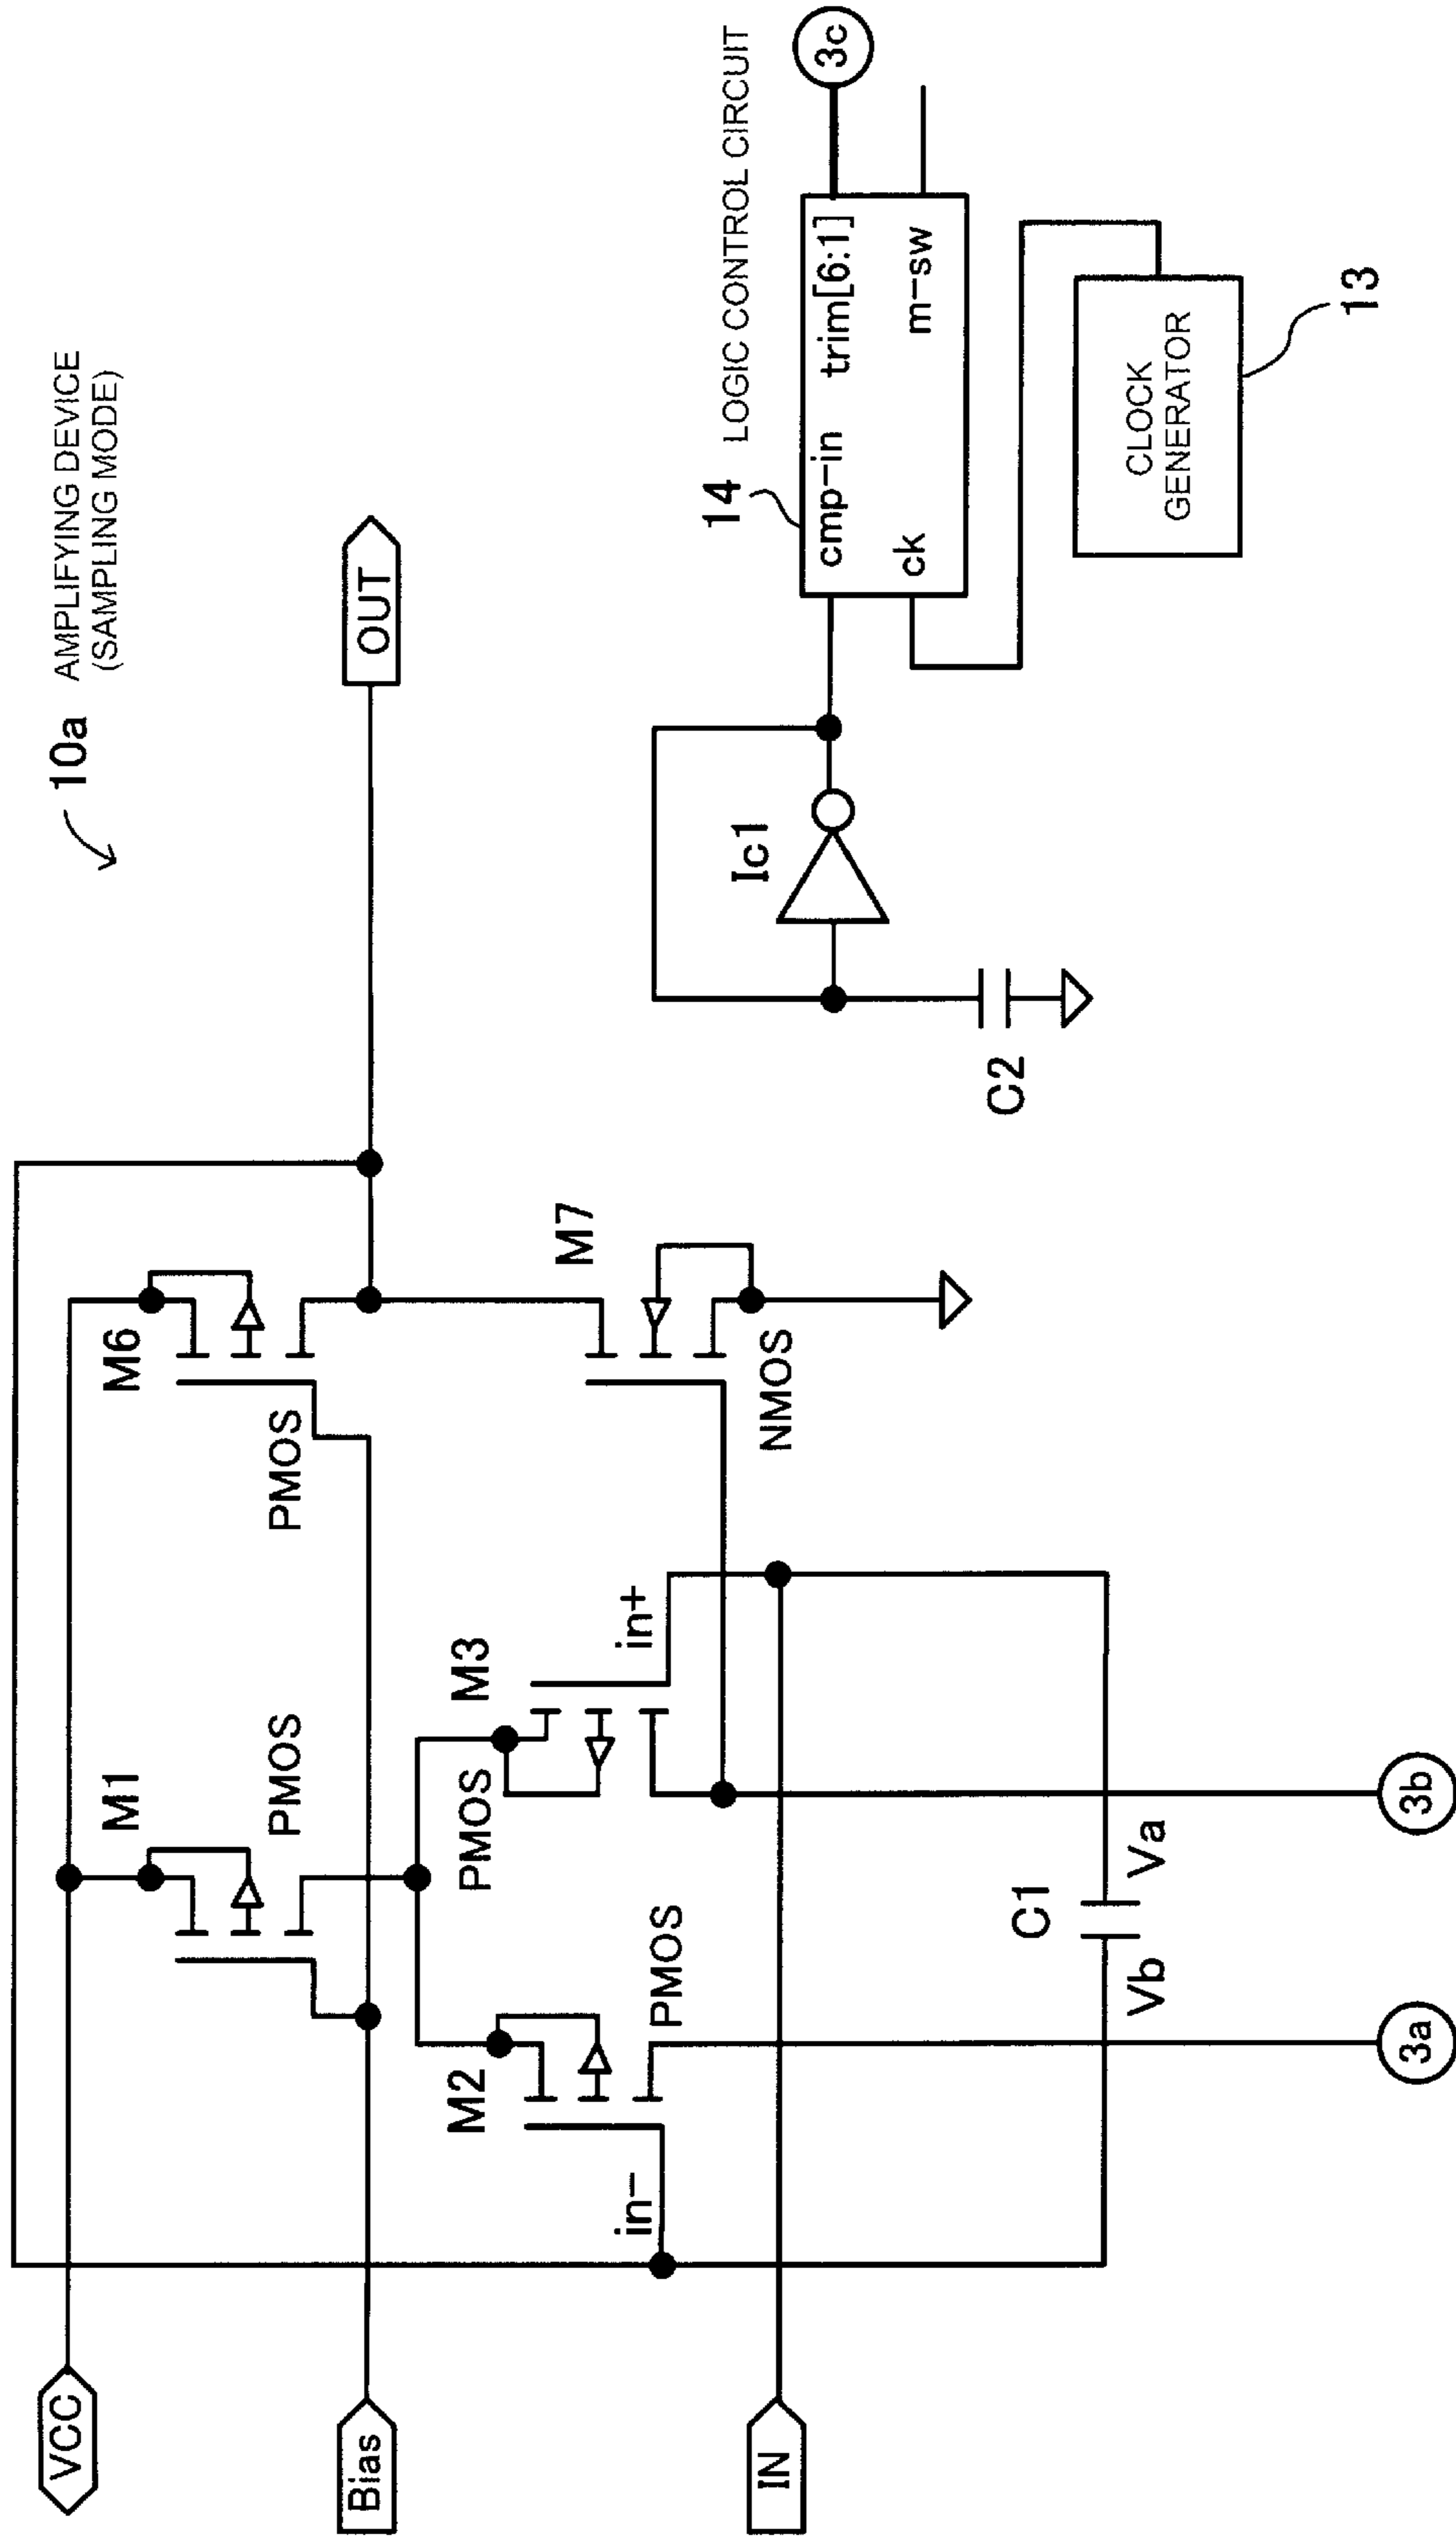 10a AMPLIFYING DEVICE
(SAMPLING MODE)
VCC
M1
PMOS
M6
PMOS
OUT
Bias
M2
PMOS
in-
M3
PMOS
in+
M7
NMOS
IN
Vb
C1
Va
3a
3b
Ic1
C2
14 LOGIC CONTROL CIRCUIT
cmp-in trim[6:1]
ck m-sw
3c
CLOCK
GENERATOR
13